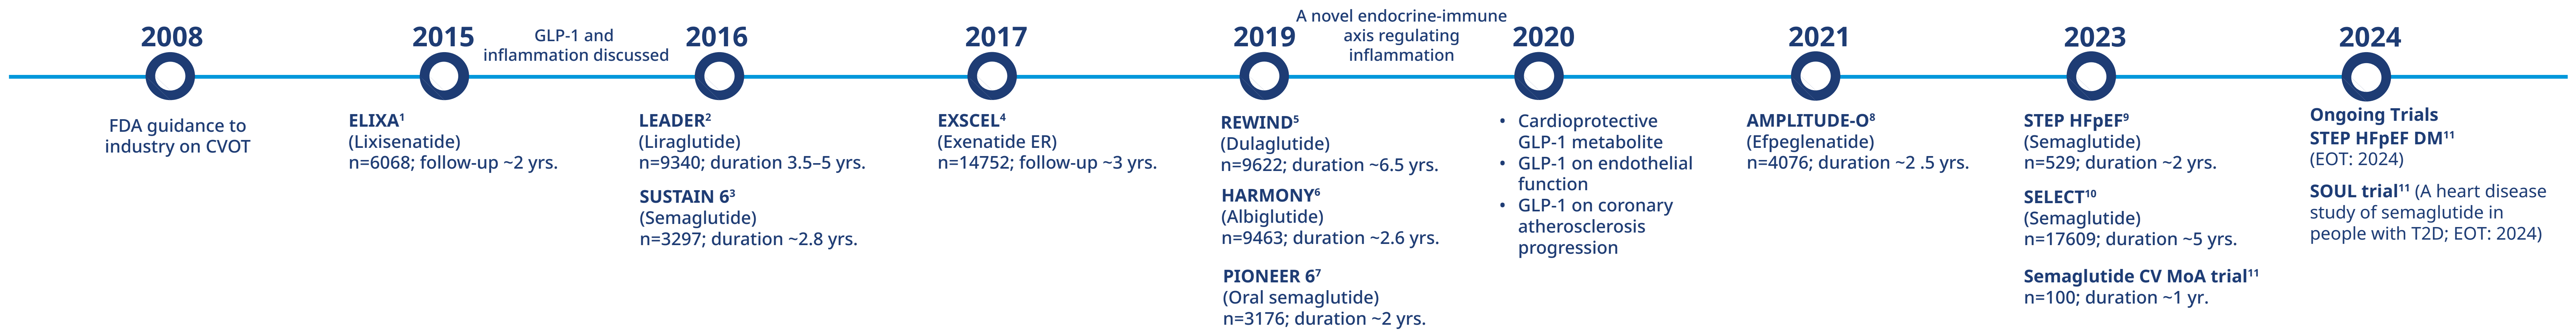 2008
FDA guidance to
industry on CVOT
2015
ELIXA¹
(Lixisenatide)
n=6068; follow-up ~2 yrs.
GLP-1 and
inflammation discussed
2016
LEADER²
(Liraglutide)
n=9340; duration 3.5–5 yrs.
SUSTAIN 6³
(Semaglutide)
n=3297; duration ~2.8 yrs.
2017
EXSCEL⁴
(Exenatide ER)
n=14752; follow-up ~3 yrs.
2019
REWIND⁵
(Dulaglutide)
n=9622; duration ~6.5 yrs.
HARMONY⁶
(Albiglutide)
n=9463; duration ~2.6 yrs.
PIONEER 6⁷
(Oral semaglutide)
n=3176; duration ~2 yrs.
A novel endocrine-immune
axis regulating
inflammation
2020
• Cardioprotective
GLP-1 metabolite
• GLP-1 on endothelial
function
• GLP-1 on coronary
atherosclerosis
progression
2021
AMPLITUDE-O⁸
(Efpeglenatide)
n=4076; duration ~2 .5 yrs.
2023
STEP HFpEF⁹
(Semaglutide)
n=529; duration ~2 yrs.
SELECT¹⁰
(Semaglutide)
n=17609; duration ~5 yrs.
Semaglutide CV MoA trial¹¹
n=100; duration ~1 yr.
2024
Ongoing Trials
STEP HFpEF DM¹¹
(EOT: 2024)
SOUL trial¹¹ (A heart disease
study of semaglutide in
people with T2D; EOT: 2024)